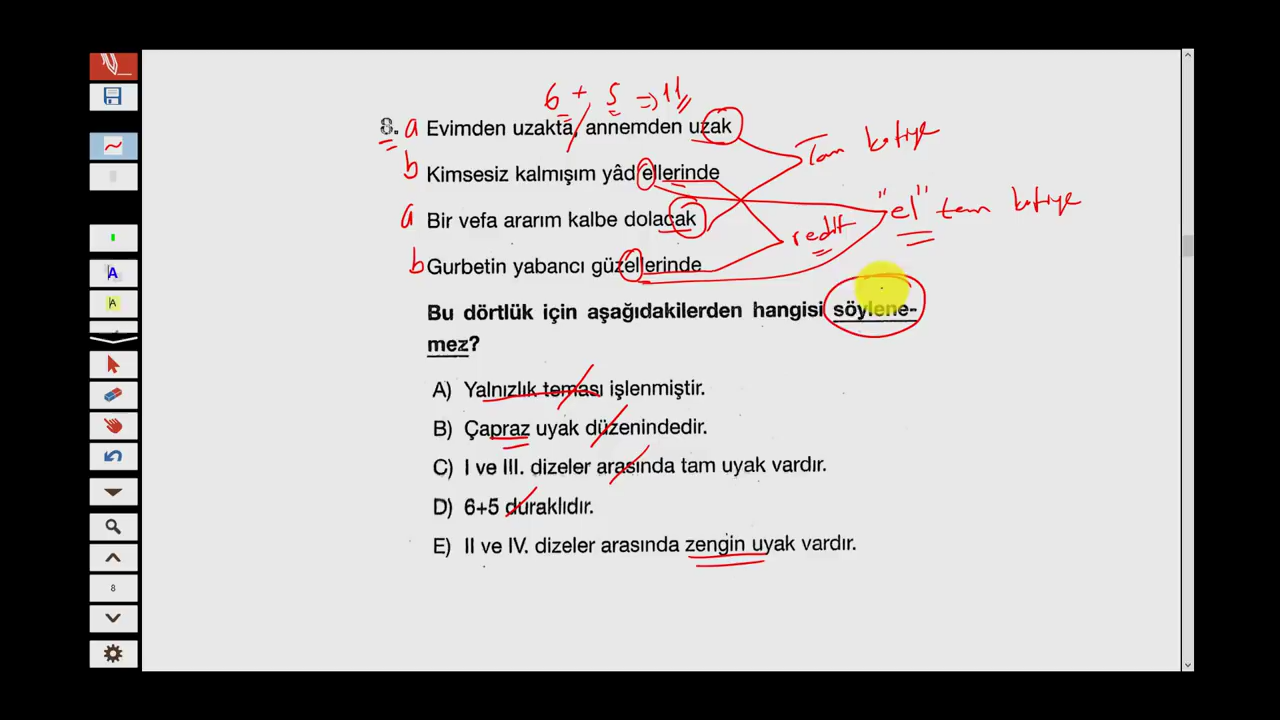 6 + 5 => 11
8. a Evimden uzakta, annemden uzak
Tam kafiye
b Kimsesiz kalmışım yâd ellerinde
"el" tam kafiye
a Bir vefa ararım kalbe dolacak
redif
b Gurbetin yabancı güzellerinde
Bu dörtlük için aşağıdakilerden hangisi söylene-
mez?
A) Yalnızlık teması işlenmiştir.
B) Çapraz uyak düzenindedir.
C) I ve III. dizeler arasında tam uyak vardır.
D) 6+5 duraklıdır.
E) II ve IV. dizeler arasında zengin uyak vardır.
A
A
8